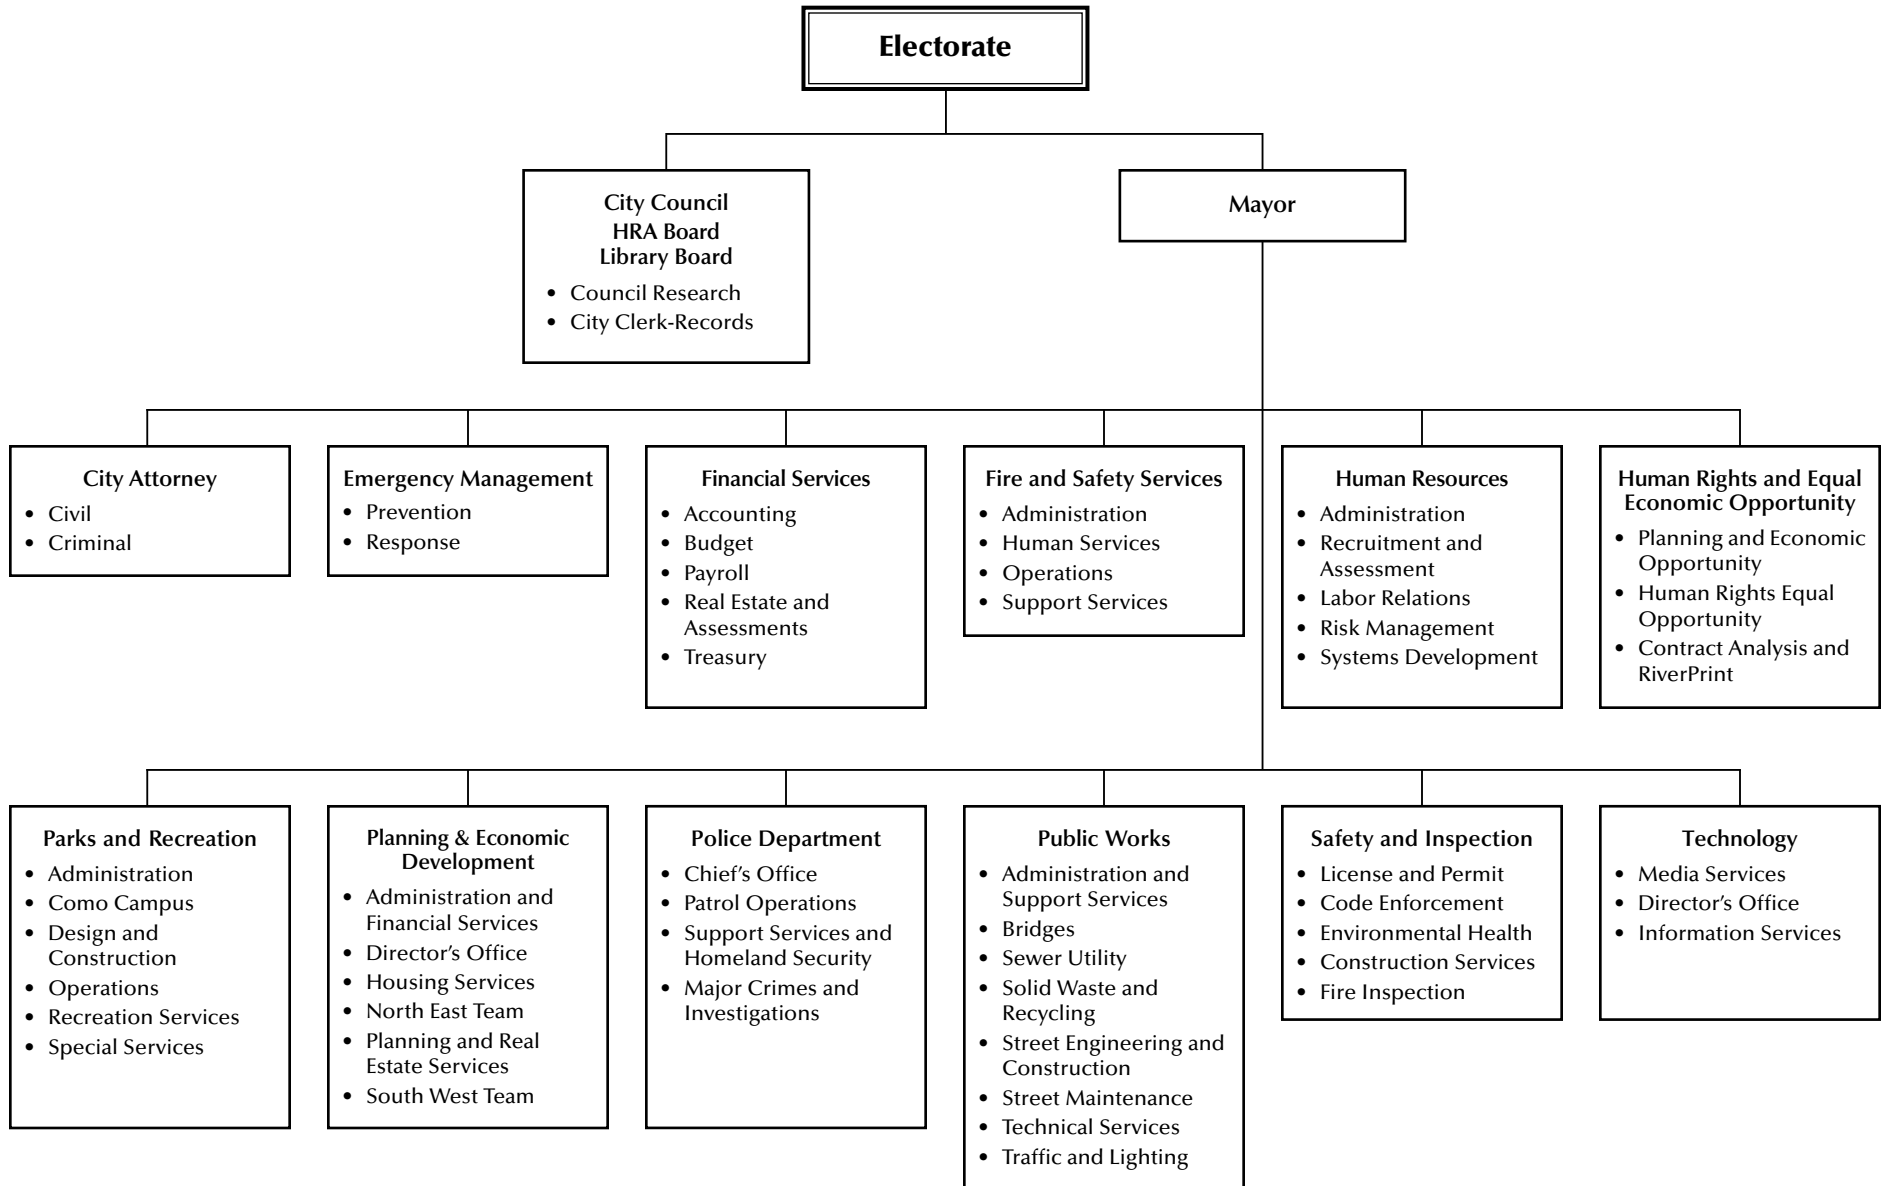 Electorate
City Council
HRA Board
Library Board
• Council Research
• City Clerk-Records
Mayor
City Attorney
• Civil
• Criminal
Emergency Management
• Prevention
• Response
Financial Services
• Accounting
• Budget
• Payroll
• Real Estate and
Assessments
• Treasury
Fire and Safety Services
• Administration
• Human Services
• Operations
• Support Services
Human Resources
• Administration
• Recruitment and
Assessment
• Labor Relations
• Risk Management
• Systems Development
Human Rights and Equal
Economic Opportunity
• Planning and Economic
Opportunity
• Human Rights Equal
Opportunity
• Contract Analysis and
RiverPrint
Parks and Recreation
• Administration
• Como Campus
• Design and
Construction
• Operations
• Recreation Services
• Special Services
Planning & Economic
Development
• Administration and
Financial Services
• Director’s Office
• Housing Services
• North East Team
• Planning and Real
Estate Services
• South West Team
Police Department
• Chief’s Office
• Patrol Operations
• Support Services and
Homeland Security
• Major Crimes and
Investigations
Public Works
• Administration and
Support Services
• Bridges
• Sewer Utility
• Solid Waste and
Recycling
• Street Engineering and
Construction
• Street Maintenance
• Technical Services
• Traffic and Lighting
Safety and Inspection
• License and Permit
• Code Enforcement
• Environmental Health
• Construction Services
• Fire Inspection
Technology
• Media Services
• Director’s Office
• Information Services